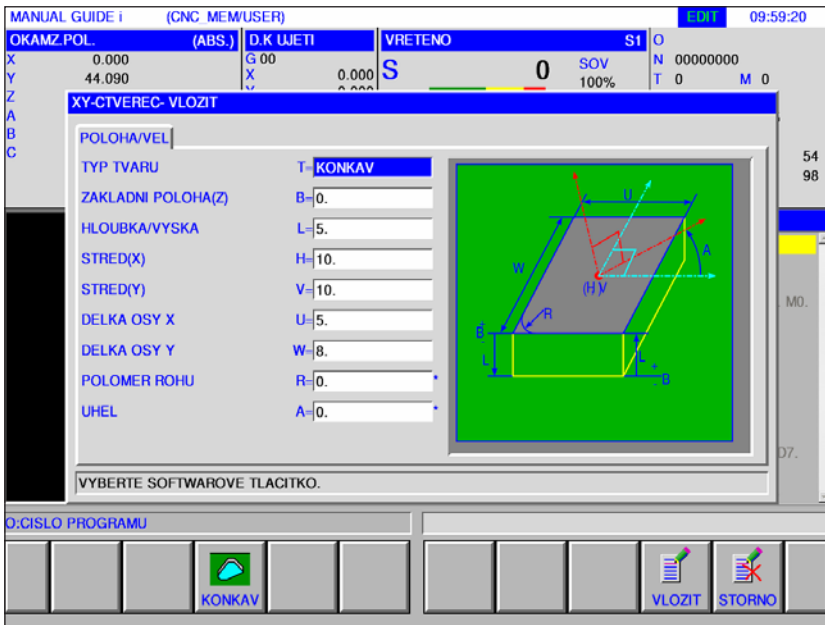 MANUAL GUIDE i (CNC_MEM/USER) EDIT 09:59:20
OKAMZ.POL. (ABS.) D.K UJETI VRETENO S1 O
X 0.000 G 00 S 0 SOV 100% N 00000000
Y 44.090 X 0.000 T 0 M 0
Z
A
B
C
54
98
XY-CTVEREC- VLOZIT
POLOHA/VEL
TYP TVARU T=KONKAV
ZAKLADNI POLOHA(Z) B=0.
HLOUBKA/VYSKA L=5.
STRED(X) H=10.
STRED(Y) V=10.
DELKA OSY X U=5.
DELKA OSY Y W=8.
POLOMER ROHU R=0. *
UHEL A=0. *
U
A
W
(H,V)
R
B
L
L
B
M0.
07.
VYBERTE SOFTWAROVE TLACITKO.
O:CISLO PROGRAMU
KONKAV VLOZIT STORNO